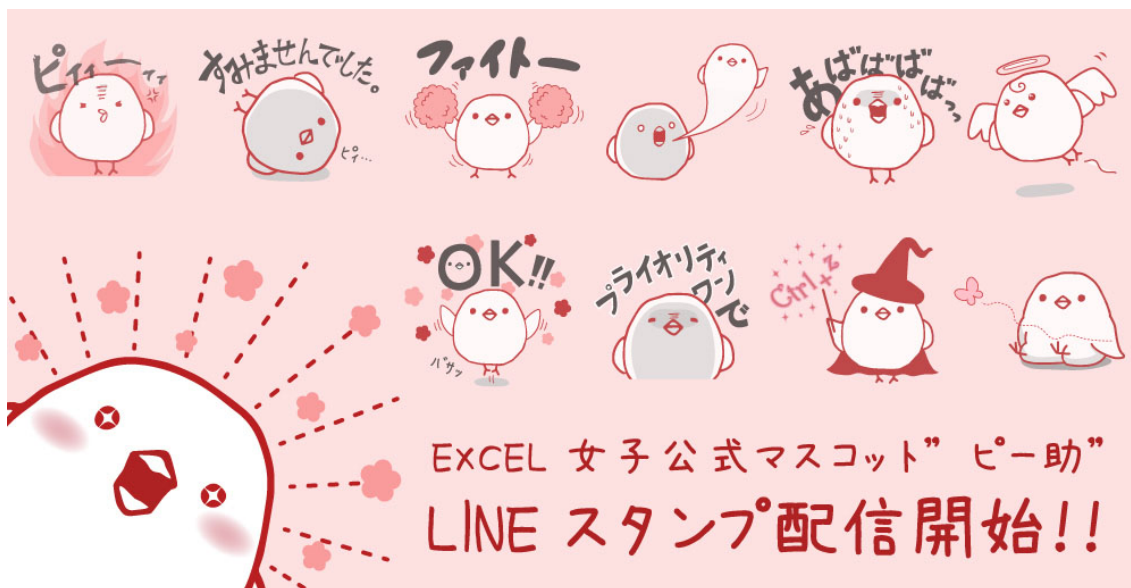 ピィィーィィ
すみませんでした。
ピィ…
ファイトー
あばばばばっ
OK!!
バサッ
プライオリティ
ワンで
Ctrl+z
EXCEL 女子公式マスコット”ピー助”
LINE スタンプ配信開始!!